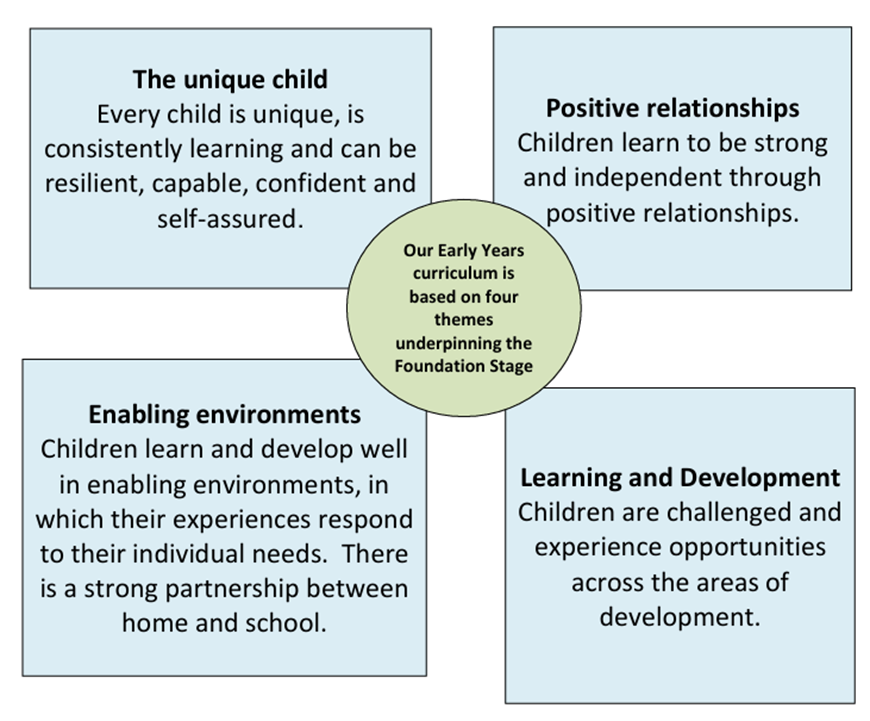 The unique child
Every child is unique, is
consistently learning and can be
resilient, capable, confident and
self-assured.
Positive relationships
Children learn to be strong
and independent through
positive relationships.
Our Early Years
curriculum is
based on four
themes
underpinning the
Foundation Stage
Enabling environments
Children learn and develop well
in enabling environments, in
which their experiences respond
to their individual needs.  There
is a strong partnership between
home and school.
Learning and Development
Children are challenged and
experience opportunities
across the areas of
development.